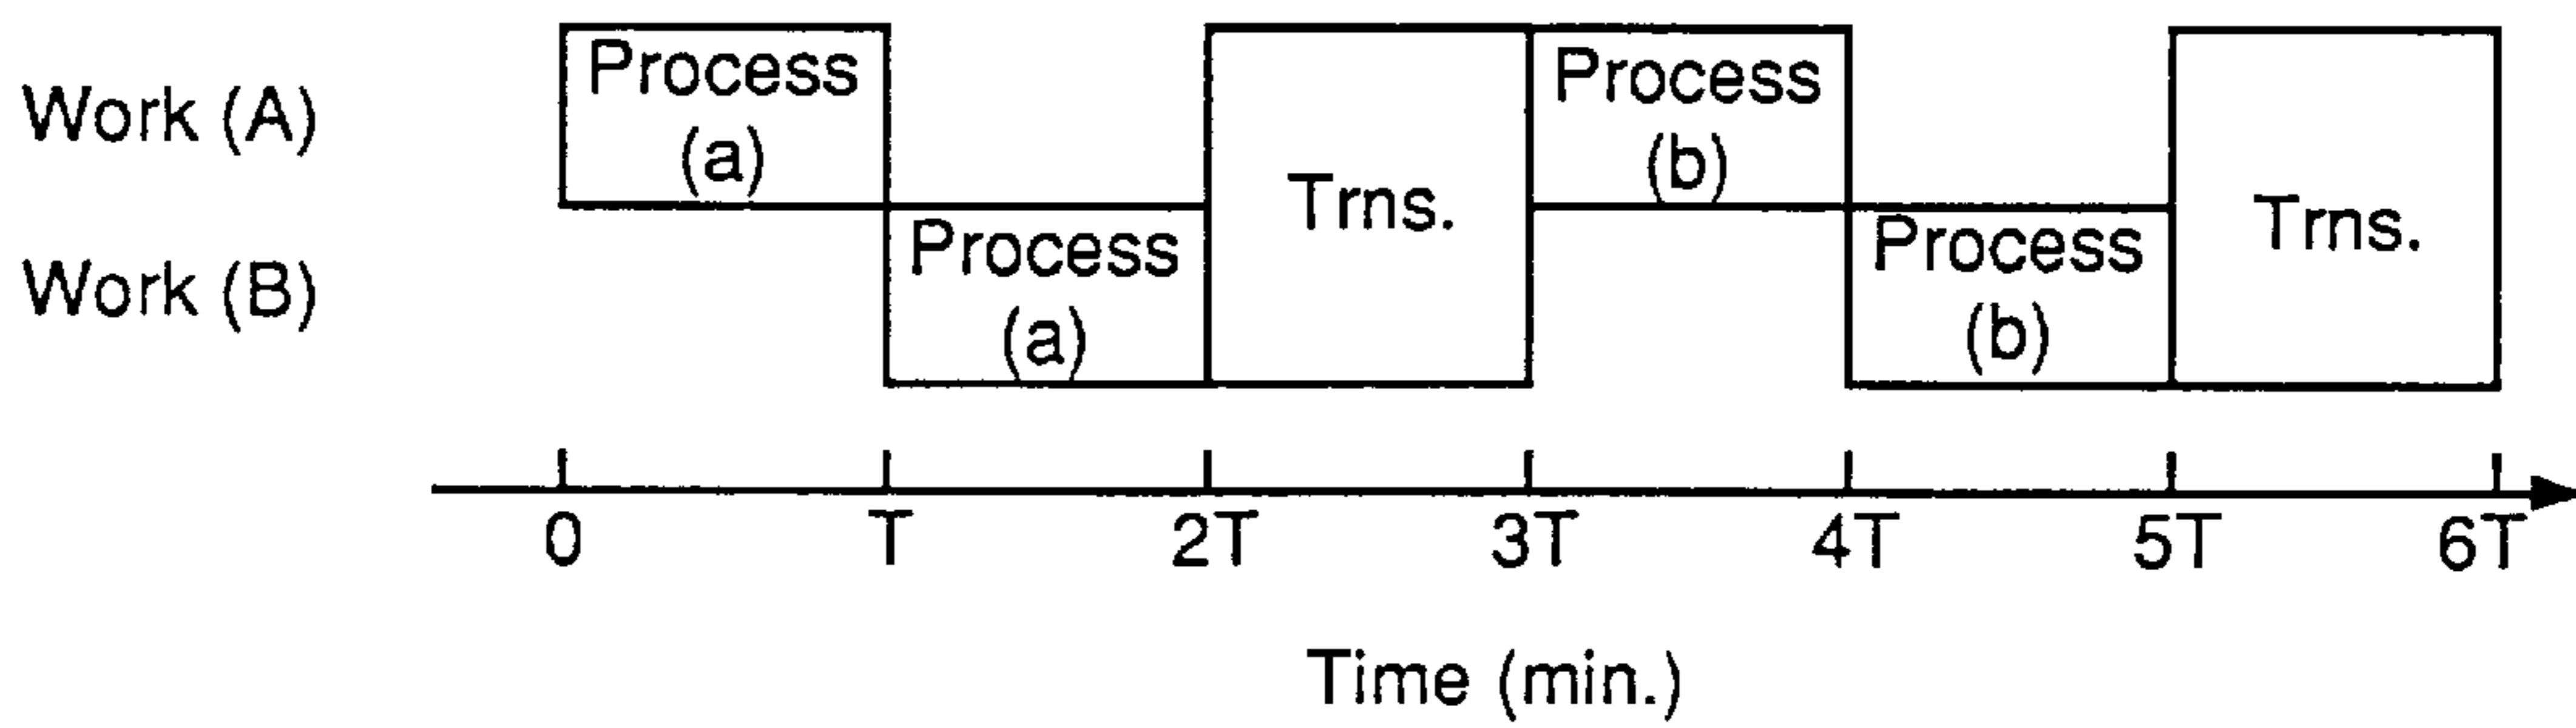 Work (A)
Process
(a)
Process
(b)
Work (B)
Process
(a)
Trns.
Process
(b)
Trns.
0 T 2T 3T 4T 5T 6T
Time (min.)